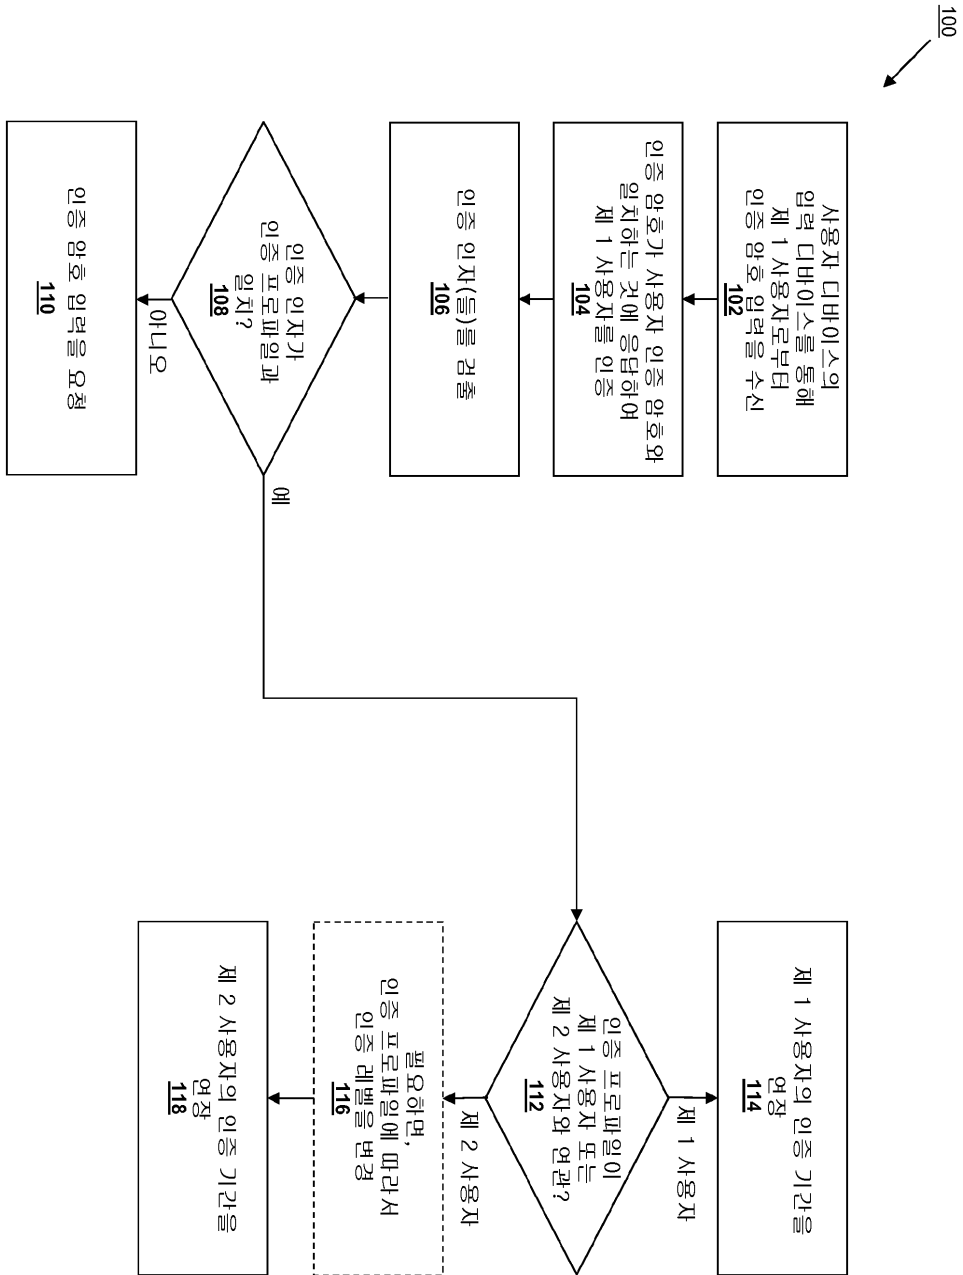 100
사용자 디바이스의
입력 디바이스를 통해
제 1 사용자로부터
인증 암호 입력을 수신
102
인증 암호가 사용자 인증 암호와
일치하는 것에 응답하여
제 1 사용자를 인증
104
인증 인자(들)를 검출
106
인증 인자가
인증 프로파일과
일치?
108
아니오
인증 암호 입력을 요청
110
예
인증 프로파일이
제 1 사용자 또는
제 2 사용자와 연관?
112
제 1 사용자
제 1 사용자의 인증 기간을
연장
114
제 2 사용자
필요하면,
인증 프로파일에 따라서
인증 레벨을 변경
116
제 2 사용자의 인증 기간을
연장
118